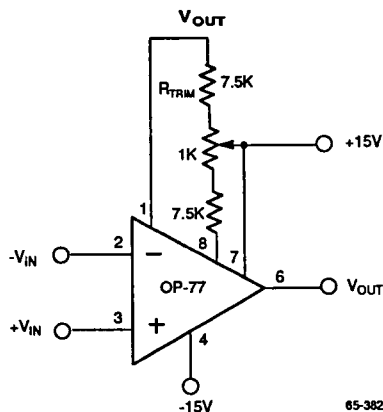 VOUT
7.5K
RTRIM
1K
+15V
7.5K
1
8
7
-VIN
2
−
OP-77
6
VOUT
+VIN
3
+
4
-15V
65-382